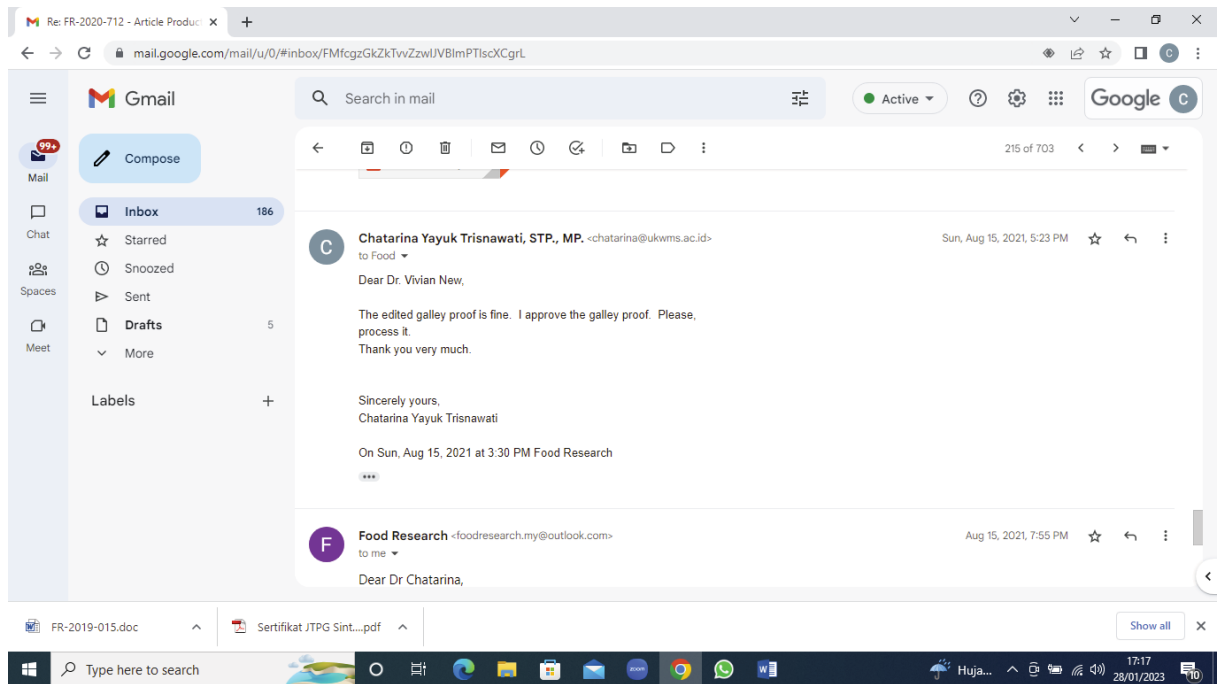 Re: FR-2020-712 - Article Produc
mail.google.com/mail/u/0/#inbox/FMfcgzGkZkTvvZzwlJVBlmPTlscXCgrL
Gmail
Search in mail
Active
Google
C
99+
Mail
Chat
Spaces
Meet
Compose
Inbox 186
Starred
Snoozed
Sent
Drafts 5
More
Labels
215 of 703
C
Chatarina Yayuk Trisnawati, STP., MP. <chatarina@ukwms.ac.id> Sun, Aug 15, 2021, 5:23 PM
to Food
Dear Dr. Vivian New,
The edited galley proof is fine.  I approve the galley proof.  Please,
process it.
Thank you very much.
Sincerely yours,
Chatarina Yayuk Trisnawati
On Sun, Aug 15, 2021 at 3:30 PM Food Research
F
Food Research <foodresearch.my@outlook.com> Aug 15, 2021, 7:55 PM
to me
Dear Dr Chatarina,
FR-2019-015.doc
Sertifikat JTPG Sint....pdf
Show all
Type here to search
zoom
Huja...
17:17
28/01/2023
10